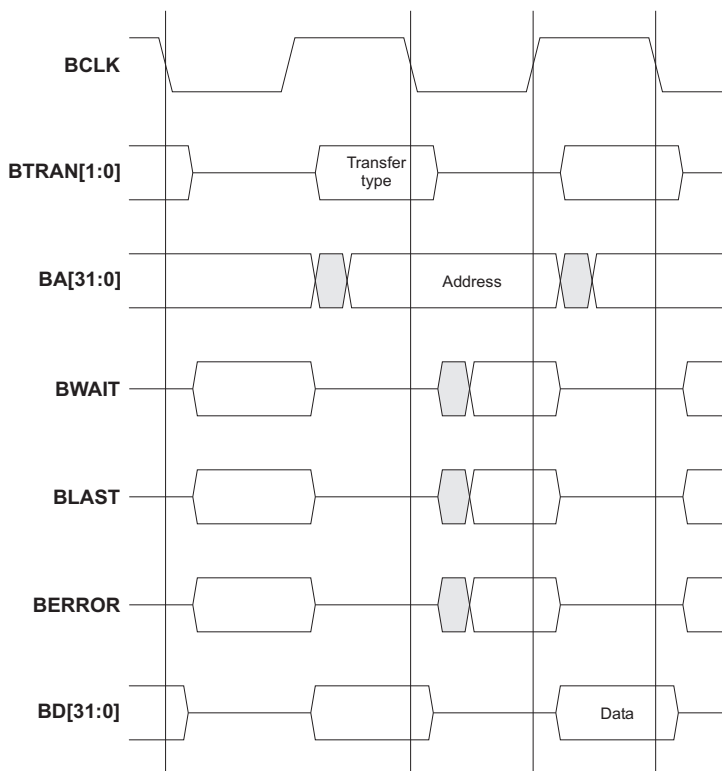 BCLK
BTRAN[1:0]
Transfer
type
BA[31:0]
Address
BWAIT
BLAST
BERROR
BD[31:0]
Data